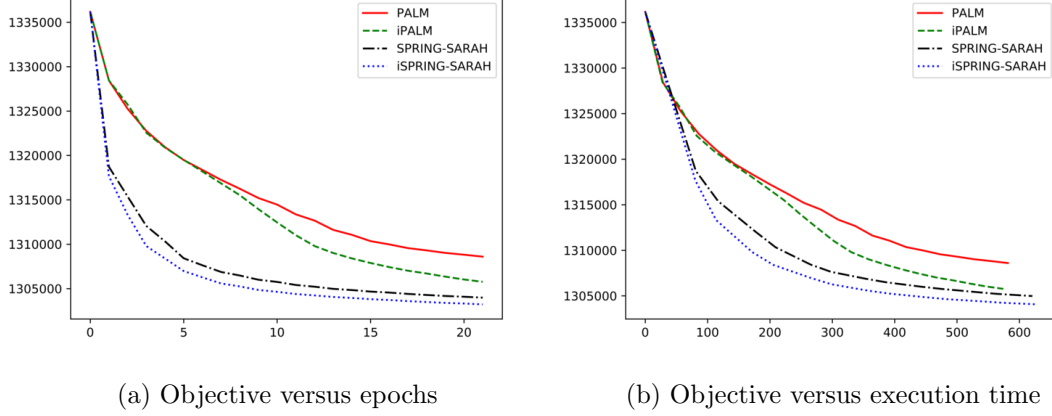 1335000
1330000
1325000
1320000
1315000
1310000
1305000
0 5 10 15 20
PALM
iPALM
SPRING-SARAH
iSPRING-SARAH
(a) Objective versus epochs
1335000
1330000
1325000
1320000
1315000
1310000
1305000
0 100 200 300 400 500 600
PALM
iPALM
SPRING-SARAH
iSPRING-SARAH
(b) Objective versus execution time